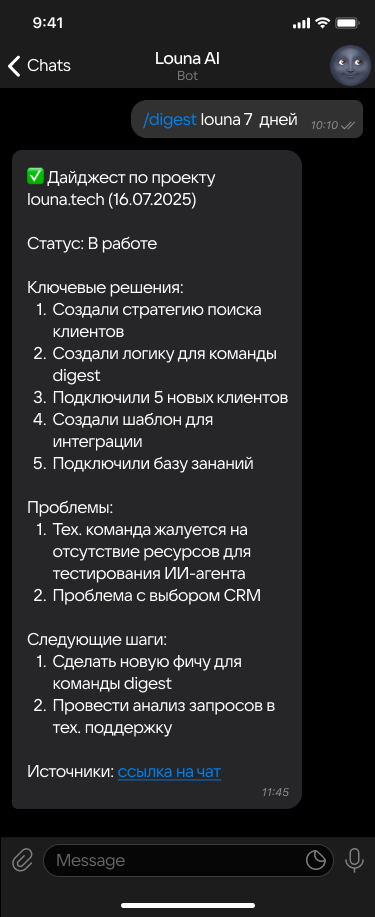 9:41
Chats
Louna AI
Bot
/digest louna 7 дней
10:10
✅ Дайджест по проекту
louna.tech (16.07.2025)
Статус: В работе
Ключевые решения:
1. Создали стратегию поиска
клиентов
2. Создали логику для команды
digest
3. Подключили 5 новых клиентов
4. Создали шаблон для
интеграции
5. Подключили базу зананий
Проблемы:
1. Тех. команда жалуется на
отсутствие ресурсов для
тестирования ИИ-агента
2. Проблема с выбором CRM
Следующие шаги:
1. Сделать новую фичу для
команды digest
2. Провести анализ запросов в
тех. поддержку
Источники: ссылка на чат
11:45
Message